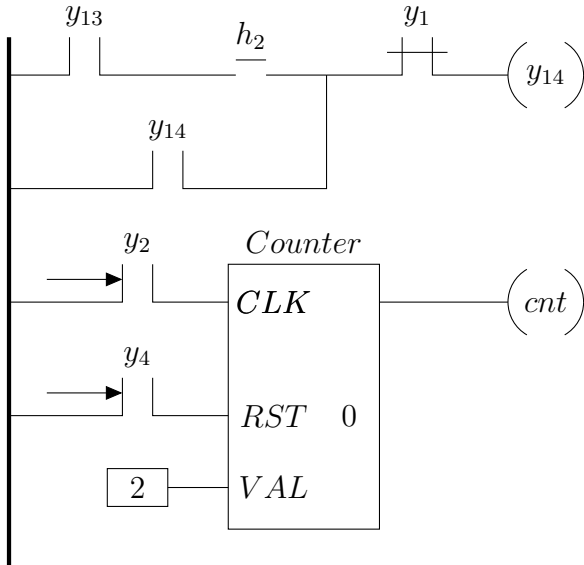 y13 h2 y1
y14
y14
y2 Counter
CLK cnt
y4
RST 0
2 VAL